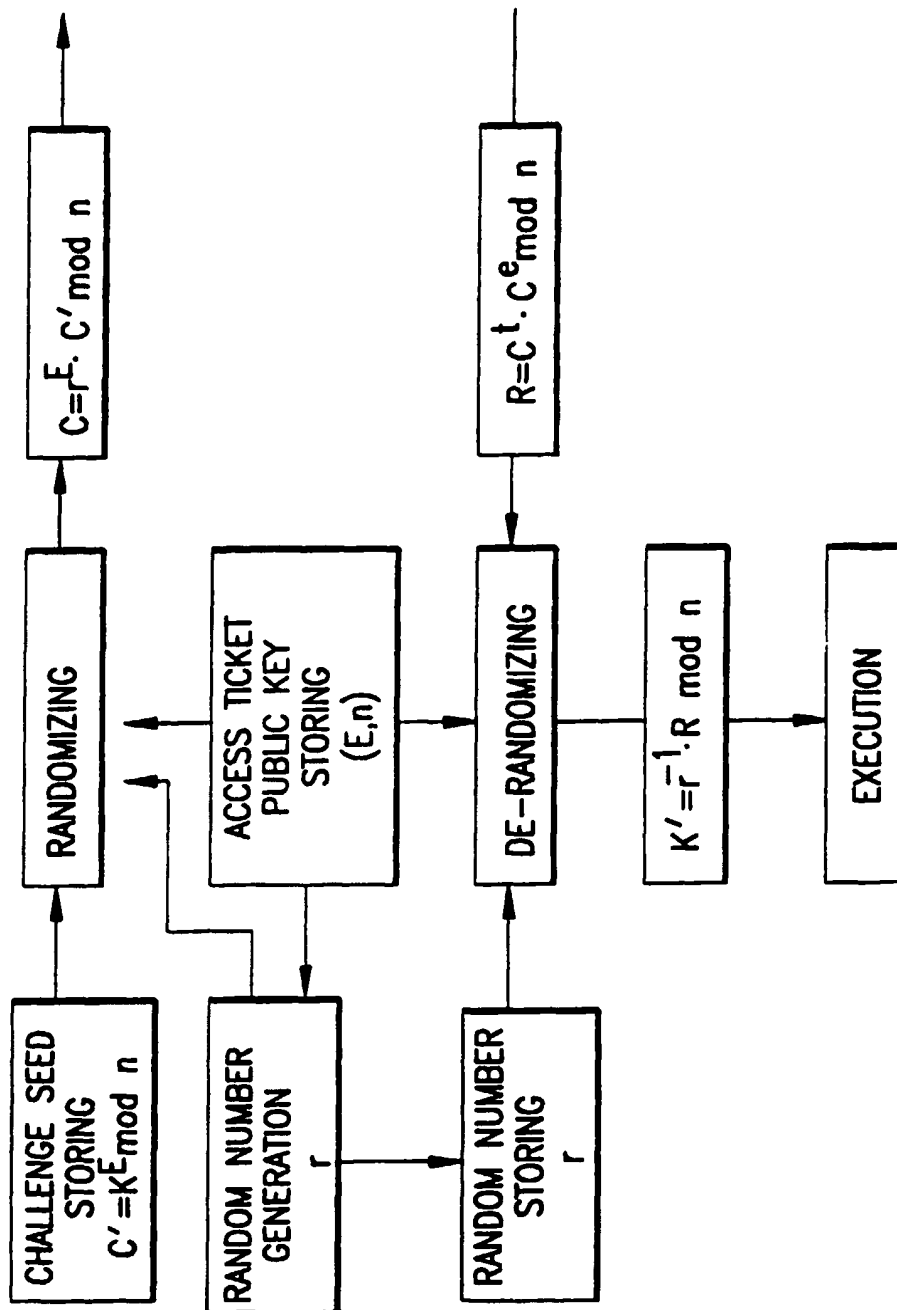 CHALLENGE SEED
STORING
C′=K^E mod n
RANDOMIZING
C=r^E · C′ mod n
RANDOM NUMBER
GENERATION
r
ACCESS TICKET
PUBLIC KEY
STORING
(E,n)
RANDOM NUMBER
STORING
r
DE-RANDOMIZING
R=C^t · C^e mod n
K′=r^-1 · R mod n
EXECUTION